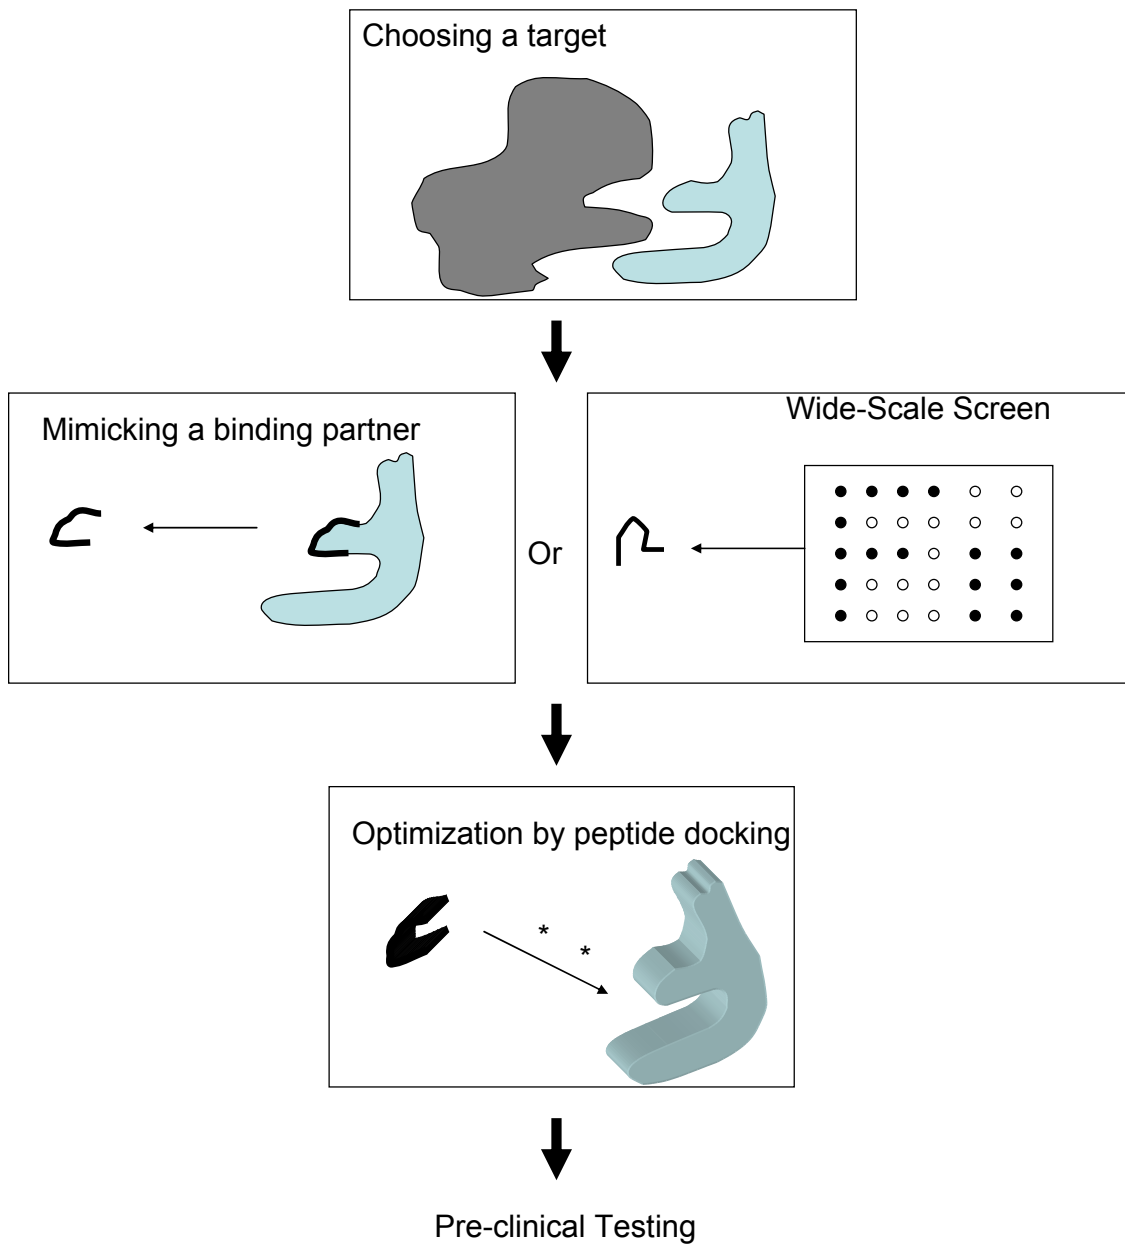 Choosing a target
Mimicking a binding partner
Or
Wide-Scale Screen
Optimization by peptide docking
*
*
Pre-clinical Testing